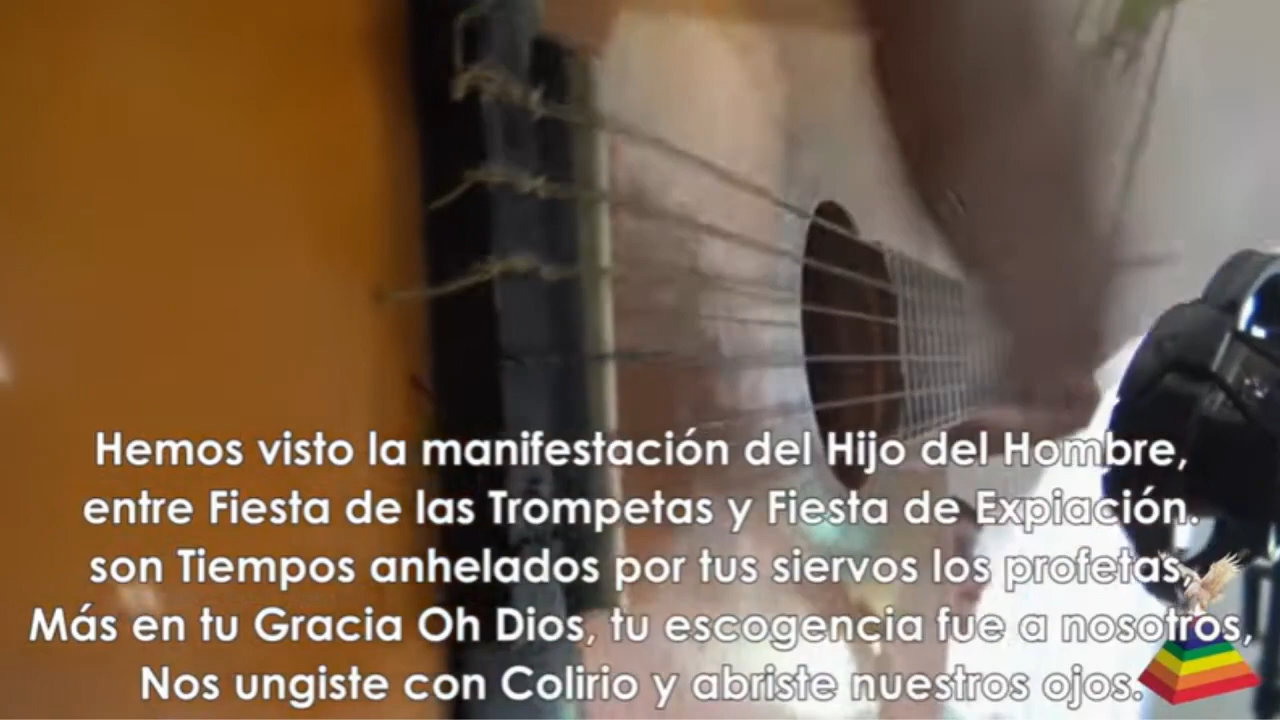 Hemos visto la manifestación del Hijo del Hombre,
entre Fiesta de las Trompetas y Fiesta de Expiación.
son Tiempos anhelados por tus siervos los profetas,
Más en tu Gracia Oh Dios, tu escogencia fue a nosotros,
Nos ungiste con Colirio y abriste nuestros ojos.